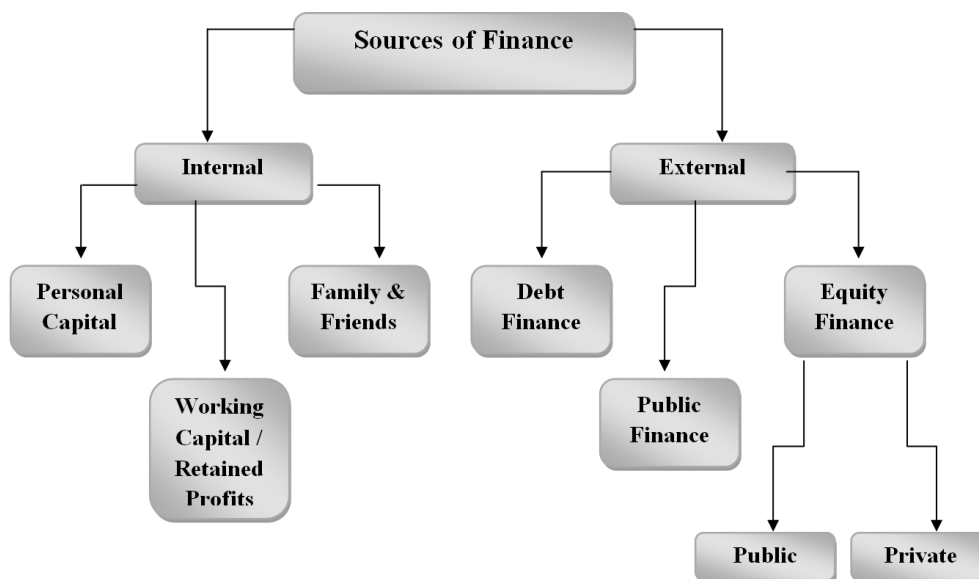 Sources of Finance
Internal
External
Personal
Capital
Family &
Friends
Debt
Finance
Equity
Finance
Working
Capital /
Retained
Profits
Public
Finance
Public
Private